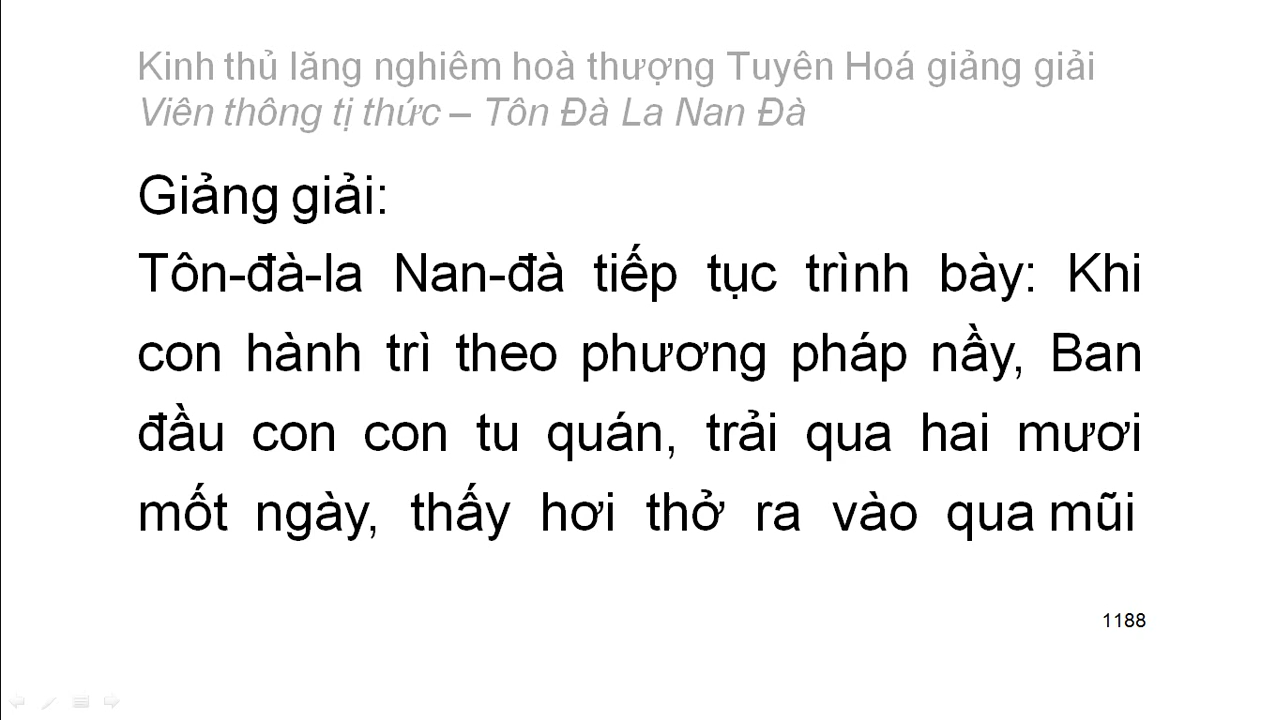 Kinh thủ lăng nghiêm hoà thượng Tuyên Hoá giảng giải
Viên thông tị thức – Tôn Đà La Nan Đà
Giảng giải:
Tôn-đà-la Nan-đà tiếp tục trình bày: Khi
con hành trì theo phương pháp nầy, Ban
đầu con con tu quán, trải qua hai mươi
mốt ngày, thấy hơi thở ra vào qua mũi
1188